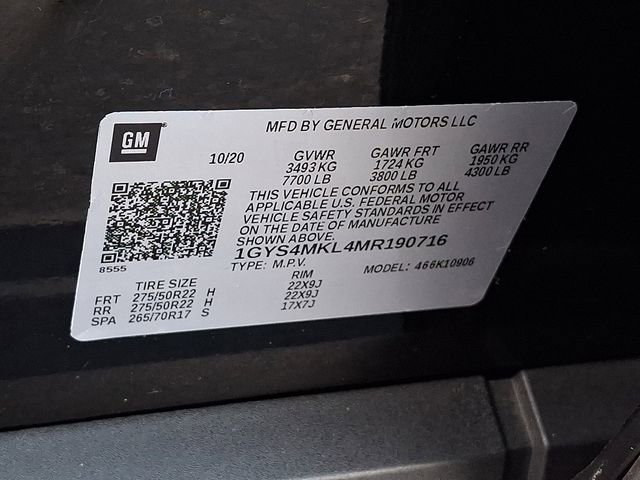 GM
MFD BY GENERAL MOTORS LLC
10/20 GVWR GAWR FRT GAWR RR
3493 KG 1724 KG 1950 KG
7700 LB 3800 LB 4300 LB
THIS VEHICLE CONFORMS TO ALL
APPLICABLE U.S. FEDERAL MOTOR
VEHICLE SAFETY STANDARDS IN EFFECT
ON THE DATE OF MANUFACTURE
SHOWN ABOVE.
1GYS4MKL4MR190716
8555
TYPE: M.P.V. MODEL: 466K10906
TIRE SIZE RIM
FRT 275/50R22 H 22X9J
RR 275/50R22 H 22X9J
SPA 265/70R17 S 17X7J